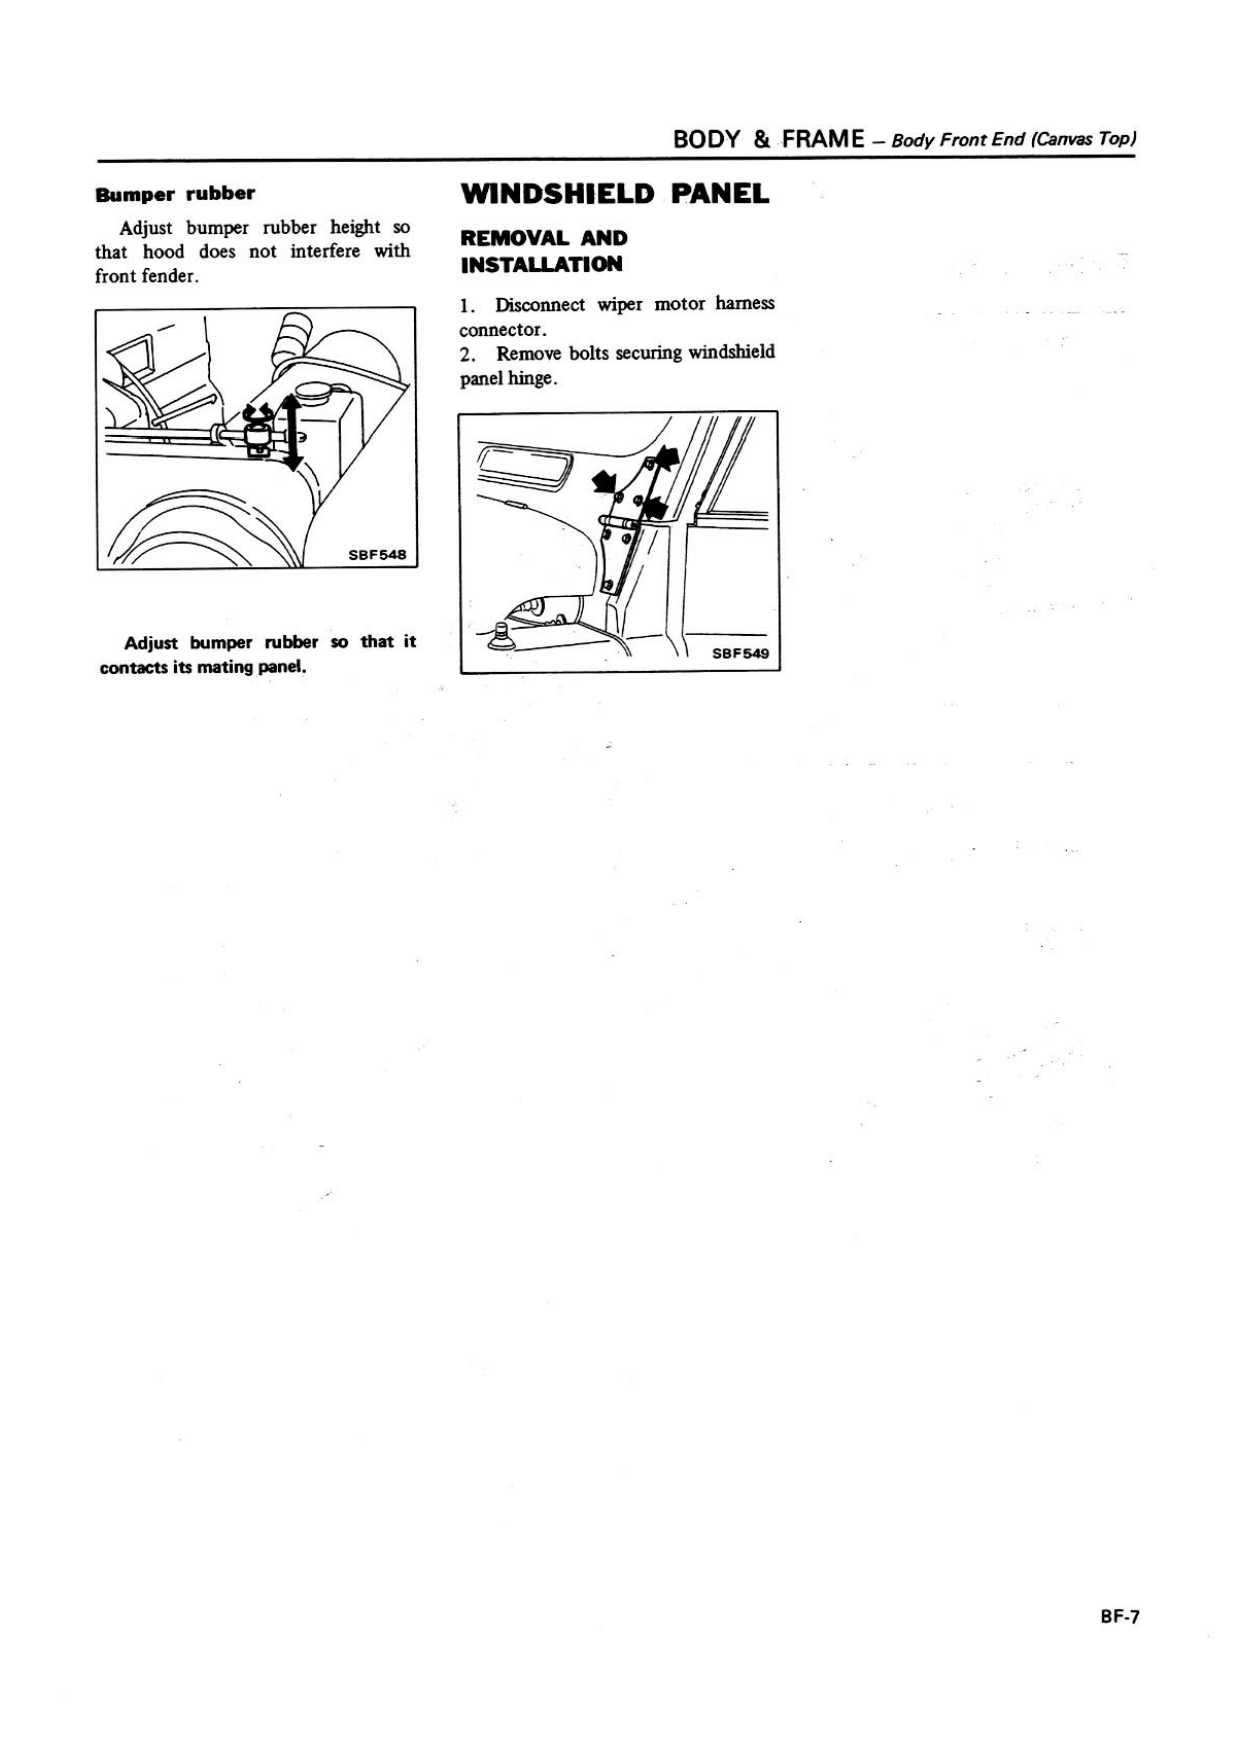 BODY & FRAME – Body Front End (Canvas Top)
Bumper rubber
Adjust bumper rubber height so
that hood does not interfere with
front fender.
SBF548
Adjust bumper rubber so that it
contacts its mating panel.
WINDSHIELD PANEL
REMOVAL AND
INSTALLATION
1. Disconnect wiper motor harness
connector.
2. Remove bolts securing windshield
panel hinge.
SBF549
BF-7